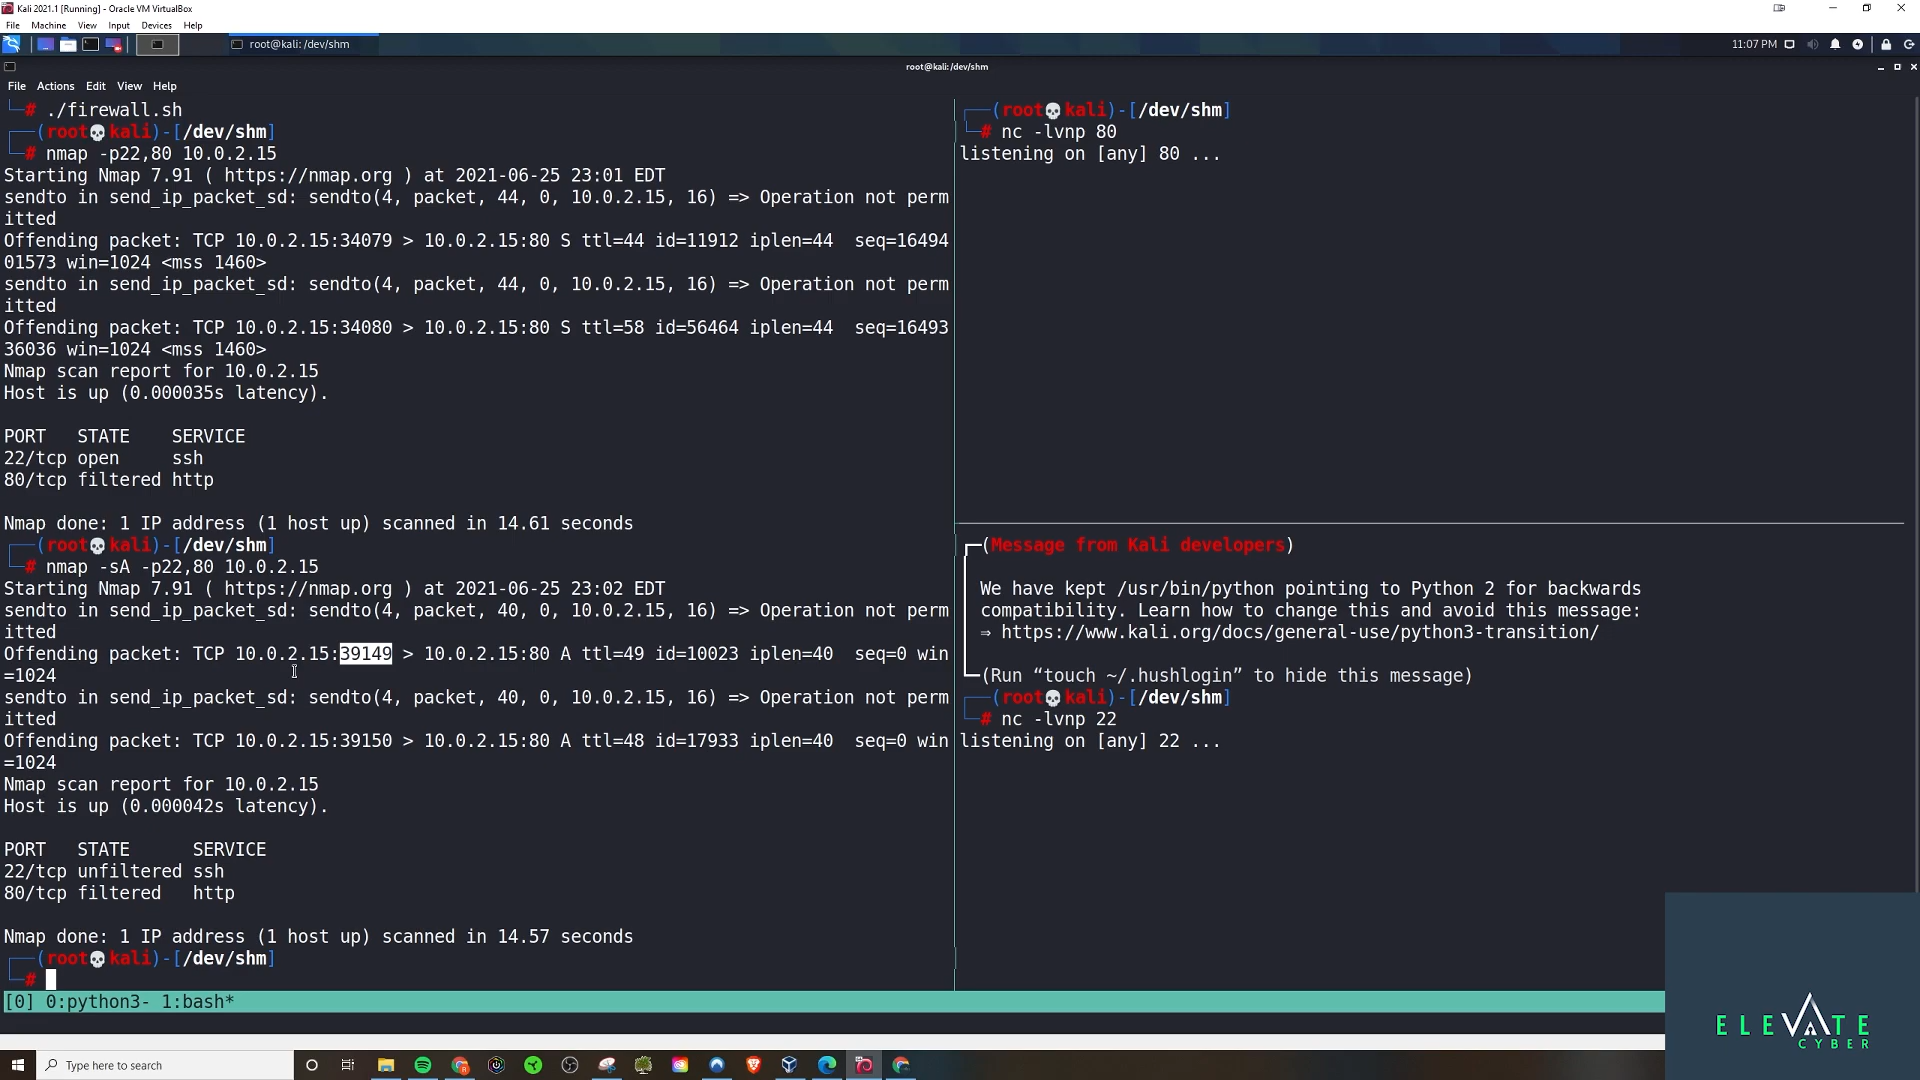 Kali 2021.1 [Running] - Oracle VM VirtualBox
File Machine View Input Devices Help
root@kali: /dev/shm
11:07 PM
root@kali:/dev/shm
File Actions Edit View Help
# ./firewall.sh
(root💀kali)-[/dev/shm]
# nmap -p22,80 10.0.2.15
Starting Nmap 7.91 ( https://nmap.org ) at 2021-06-25 23:01 EDT
sendto in send_ip_packet_sd: sendto(4, packet, 44, 0, 10.0.2.15, 16) => Operation not perm
itted
Offending packet: TCP 10.0.2.15:34079 > 10.0.2.15:80 S ttl=44 id=11912 iplen=44  seq=16494
01573 win=1024 <mss 1460>
sendto in send_ip_packet_sd: sendto(4, packet, 44, 0, 10.0.2.15, 16) => Operation not perm
itted
Offending packet: TCP 10.0.2.15:34080 > 10.0.2.15:80 S ttl=58 id=56464 iplen=44  seq=16493
36036 win=1024 <mss 1460>
Nmap scan report for 10.0.2.15
Host is up (0.000035s latency).
PORT   STATE    SERVICE
22/tcp open     ssh
80/tcp filtered http
Nmap done: 1 IP address (1 host up) scanned in 14.61 seconds
(root💀kali)-[/dev/shm]
# nmap -sA -p22,80 10.0.2.15
Starting Nmap 7.91 ( https://nmap.org ) at 2021-06-25 23:02 EDT
sendto in send_ip_packet_sd: sendto(4, packet, 40, 0, 10.0.2.15, 16) => Operation not perm
itted
Offending packet: TCP 10.0.2.15:39149 > 10.0.2.15:80 A ttl=49 id=10023 iplen=40  seq=0 win
=1024
sendto in send_ip_packet_sd: sendto(4, packet, 40, 0, 10.0.2.15, 16) => Operation not perm
itted
Offending packet: TCP 10.0.2.15:39150 > 10.0.2.15:80 A ttl=48 id=17933 iplen=40  seq=0 win
=1024
Nmap scan report for 10.0.2.15
Host is up (0.000042s latency).
PORT   STATE      SERVICE
22/tcp unfiltered ssh
80/tcp filtered   http
Nmap done: 1 IP address (1 host up) scanned in 14.57 seconds
(root💀kali)-[/dev/shm]
#
(root💀kali)-[/dev/shm]
# nc -lvnp 80
listening on [any] 80 ...
(Message from Kali developers)
We have kept /usr/bin/python pointing to Python 2 for backwards
compatibility. Learn how to change this and avoid this message:
⇒ https://www.kali.org/docs/general-use/python3-transition/
(Run “touch ~/.hushlogin” to hide this message)
(root💀kali)-[/dev/shm]
# nc -lvnp 22
listening on [any] 22 ...
[0] 0:python3- 1:bash*
ELEVATE
CYBER
Type here to search